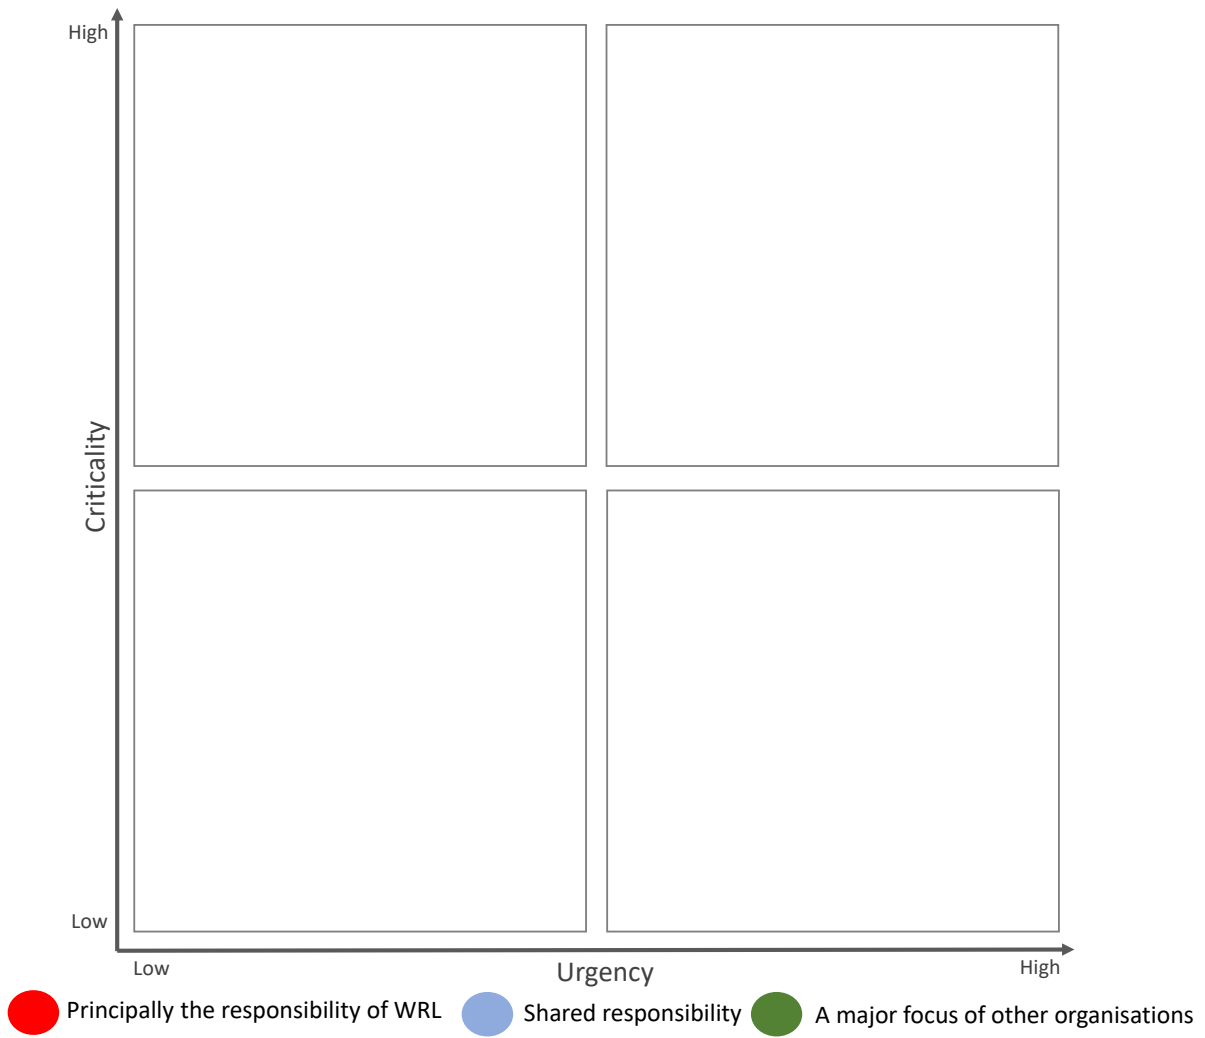 High
Criticality
Low
Low
Urgency
High
Principally the responsibility of WRL
Shared responsibility
A major focus of other organisations